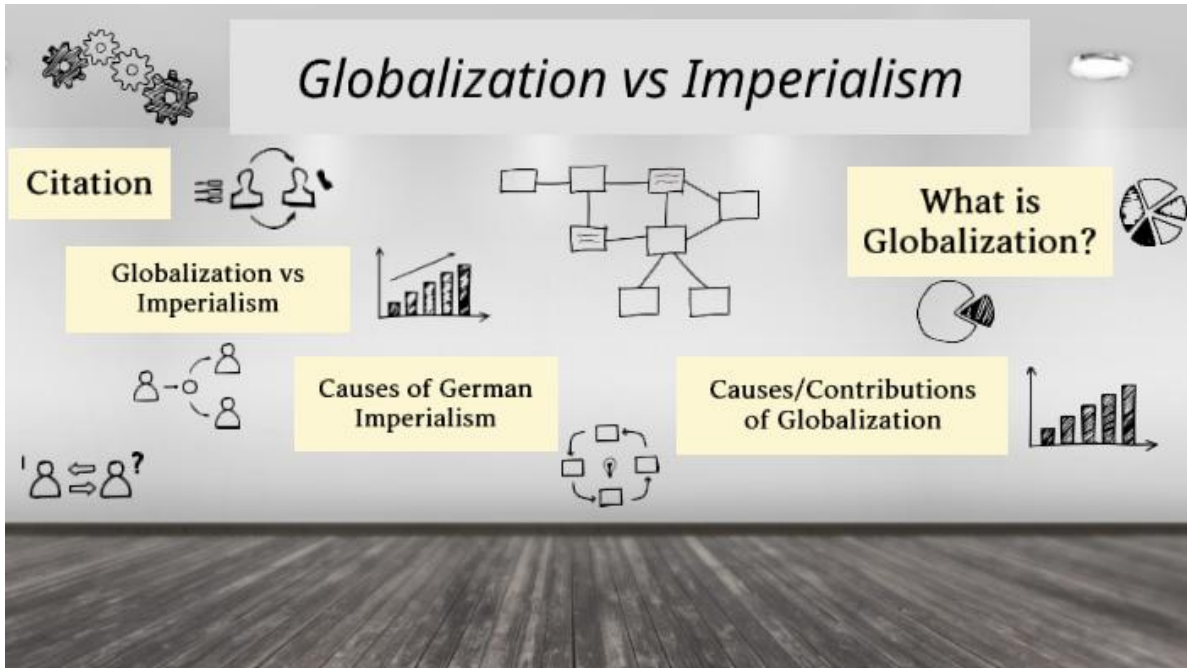 Globalization vs Imperialism
Citation
What is
Globalization?
Globalization vs
Imperialism
Causes of German
Imperialism
Causes/Contributions
of Globalization
?